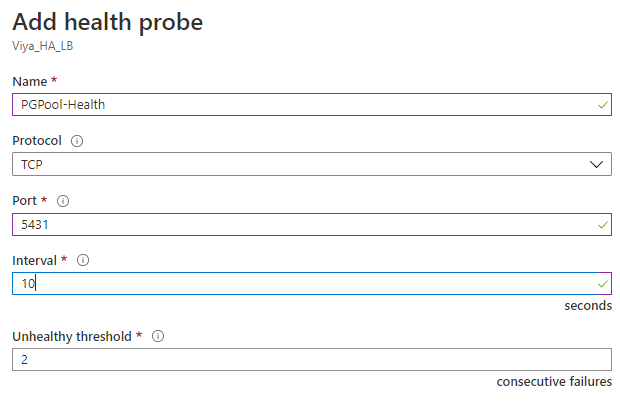 Add health probe
Viya_HA_LB
Name *
PGPool-Health
Protocol
TCP
Port *
5431
Interval *
10
seconds
Unhealthy threshold *
2
consecutive failures